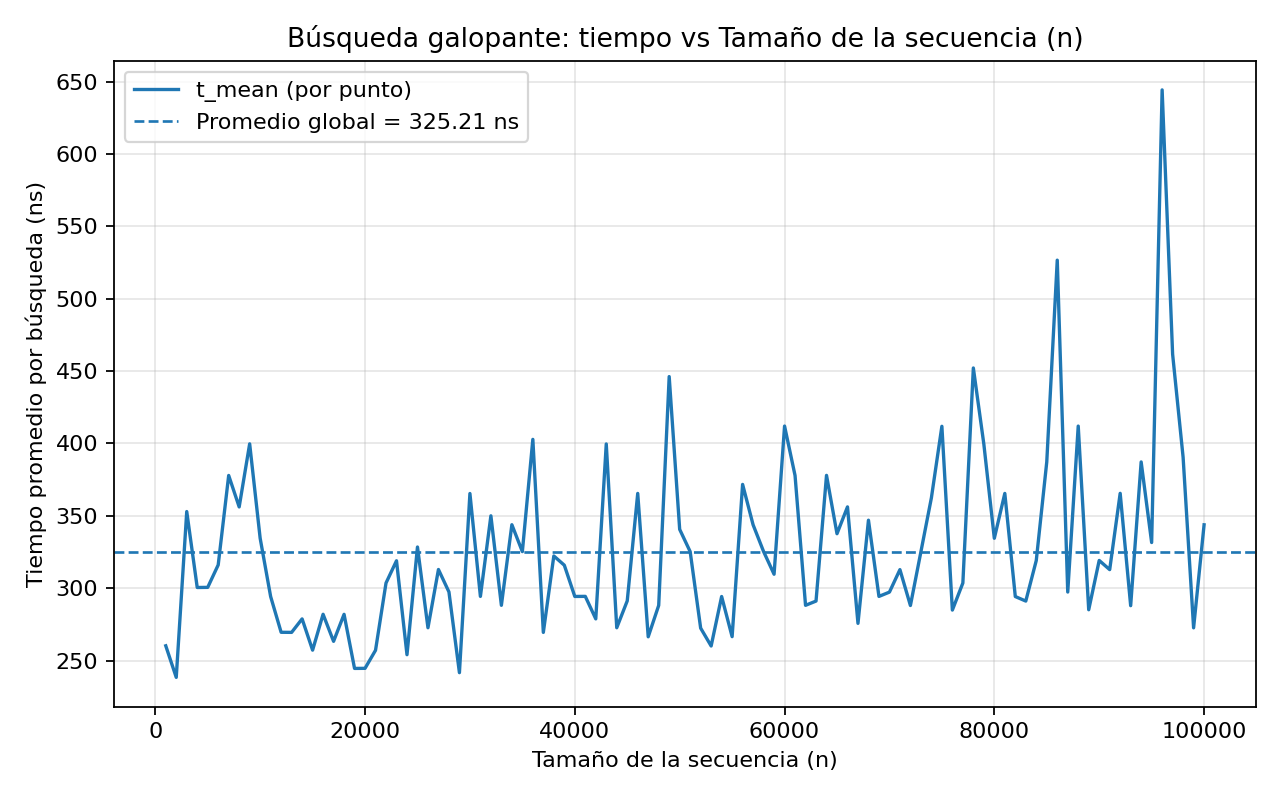 Búsqueda galopante: tiempo vs Tamaño de la secuencia (n)
t_mean (por punto)
Promedio global = 325.21 ns
Tiempo promedio por búsqueda (ns)
650
600
550
500
450
400
350
300
250
0 20000 40000 60000 80000 100000
Tamaño de la secuencia (n)